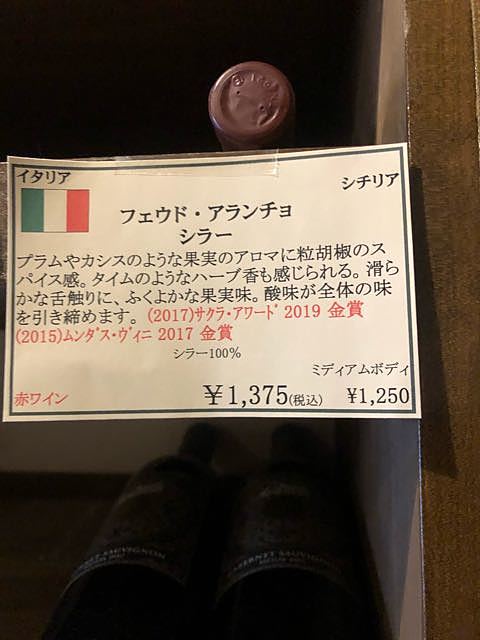 イタリア
シチリア
フェウド・アランチョ
シラー
プラムやカシスのような果実のアロマに粒胡椒のス
パイス感。タイムのようなハーブ香も感じられる。滑ら
かな舌触りに、ふくよかな果実味。酸味が全体の味
を引き締めます。(2017)サクラ・アワード 2019 金賞
(2015)ムンダス・ヴィニ 2017 金賞
シラー100%
ミディアムボディ
赤ワイン ¥1,375(税込) ¥1,250
CABERNET SAUVIGNON
CABERNET SAUVIGNON